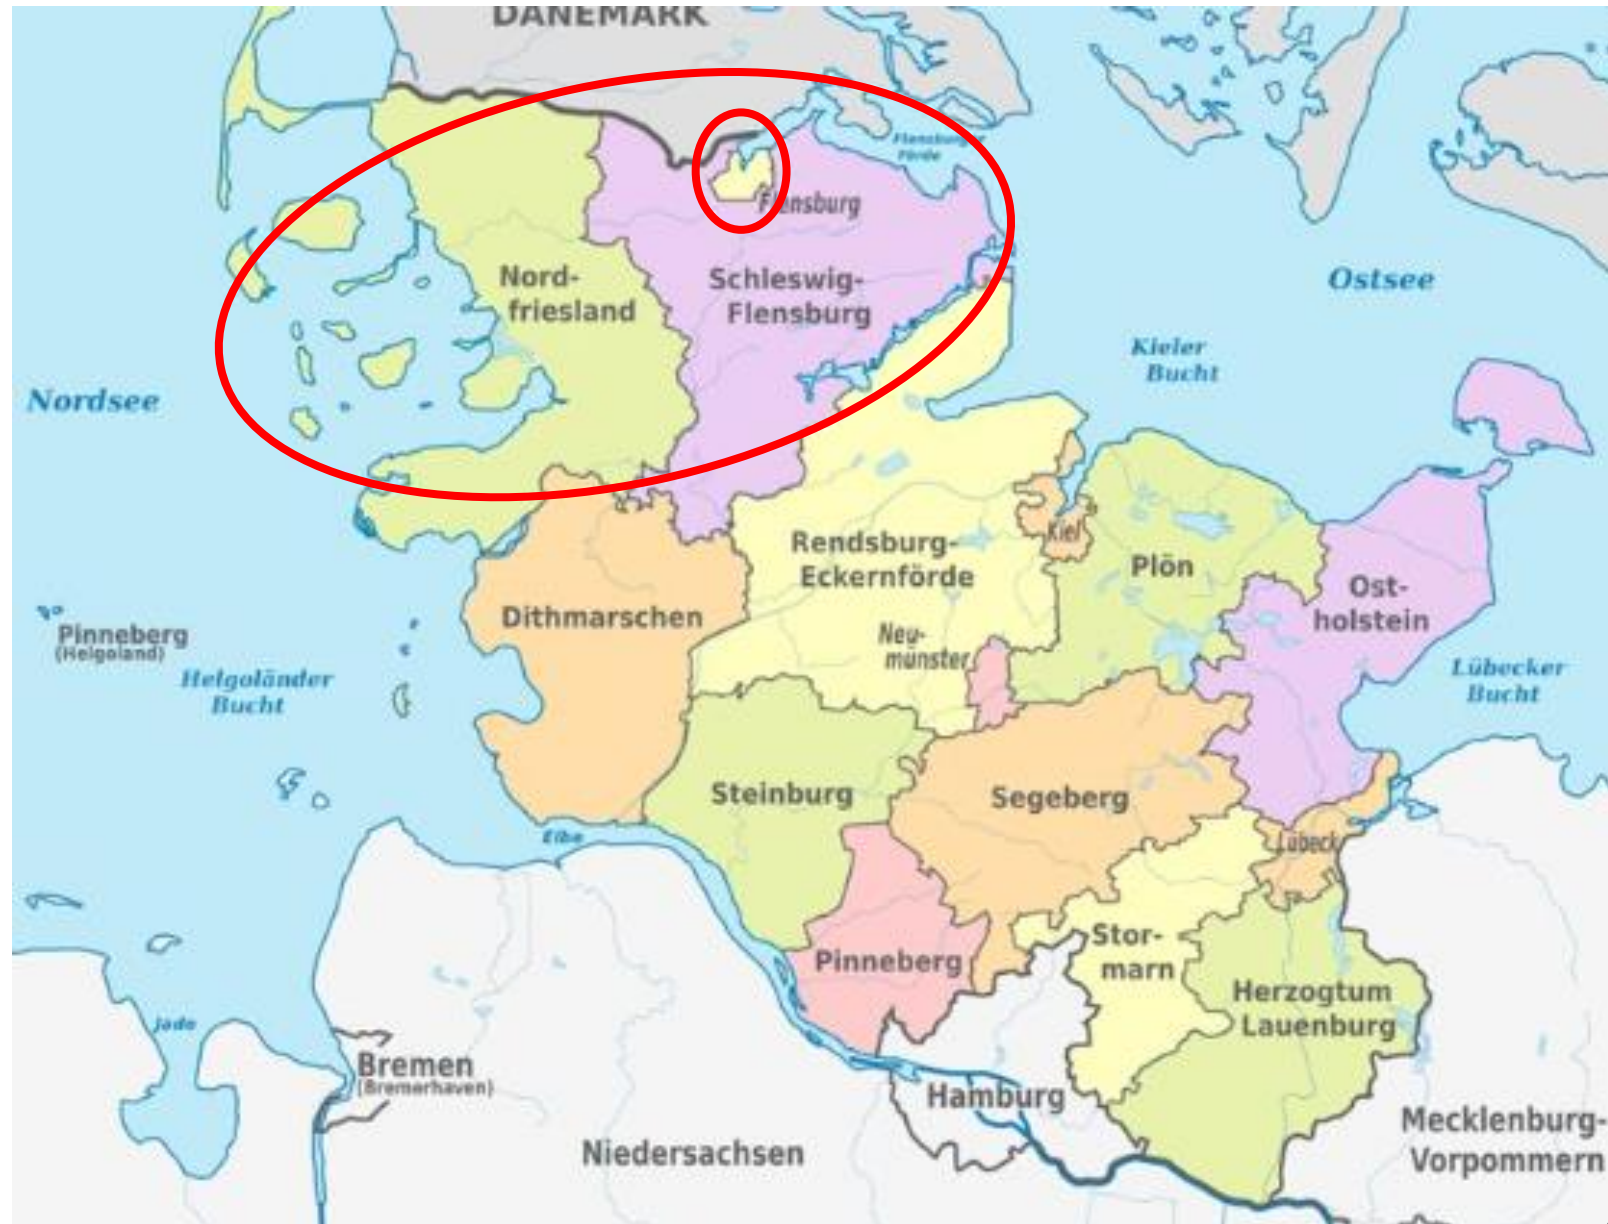 DÄNEMARK
Flensburger
Förde
Flensburg
Nord-
friesland
Schleswig-
Flensburg
Ostsee
Kieler
Bucht
Nordsee
Rendsburg-
Eckernförde
Kiel
Plön
Ost-
holstein
Dithmarschen
Neu-
münster
Pinneberg
(Helgoland)
Helgoländer
Bucht
Lübecker
Bucht
Steinburg
Segeberg
Elbe
Lübeck
Stor-
marn
Pinneberg
Herzogtum
Lauenburg
Jade
Bremen
(Bremerhaven)
Hamburg
Niedersachsen
Mecklenburg-
Vorpommern